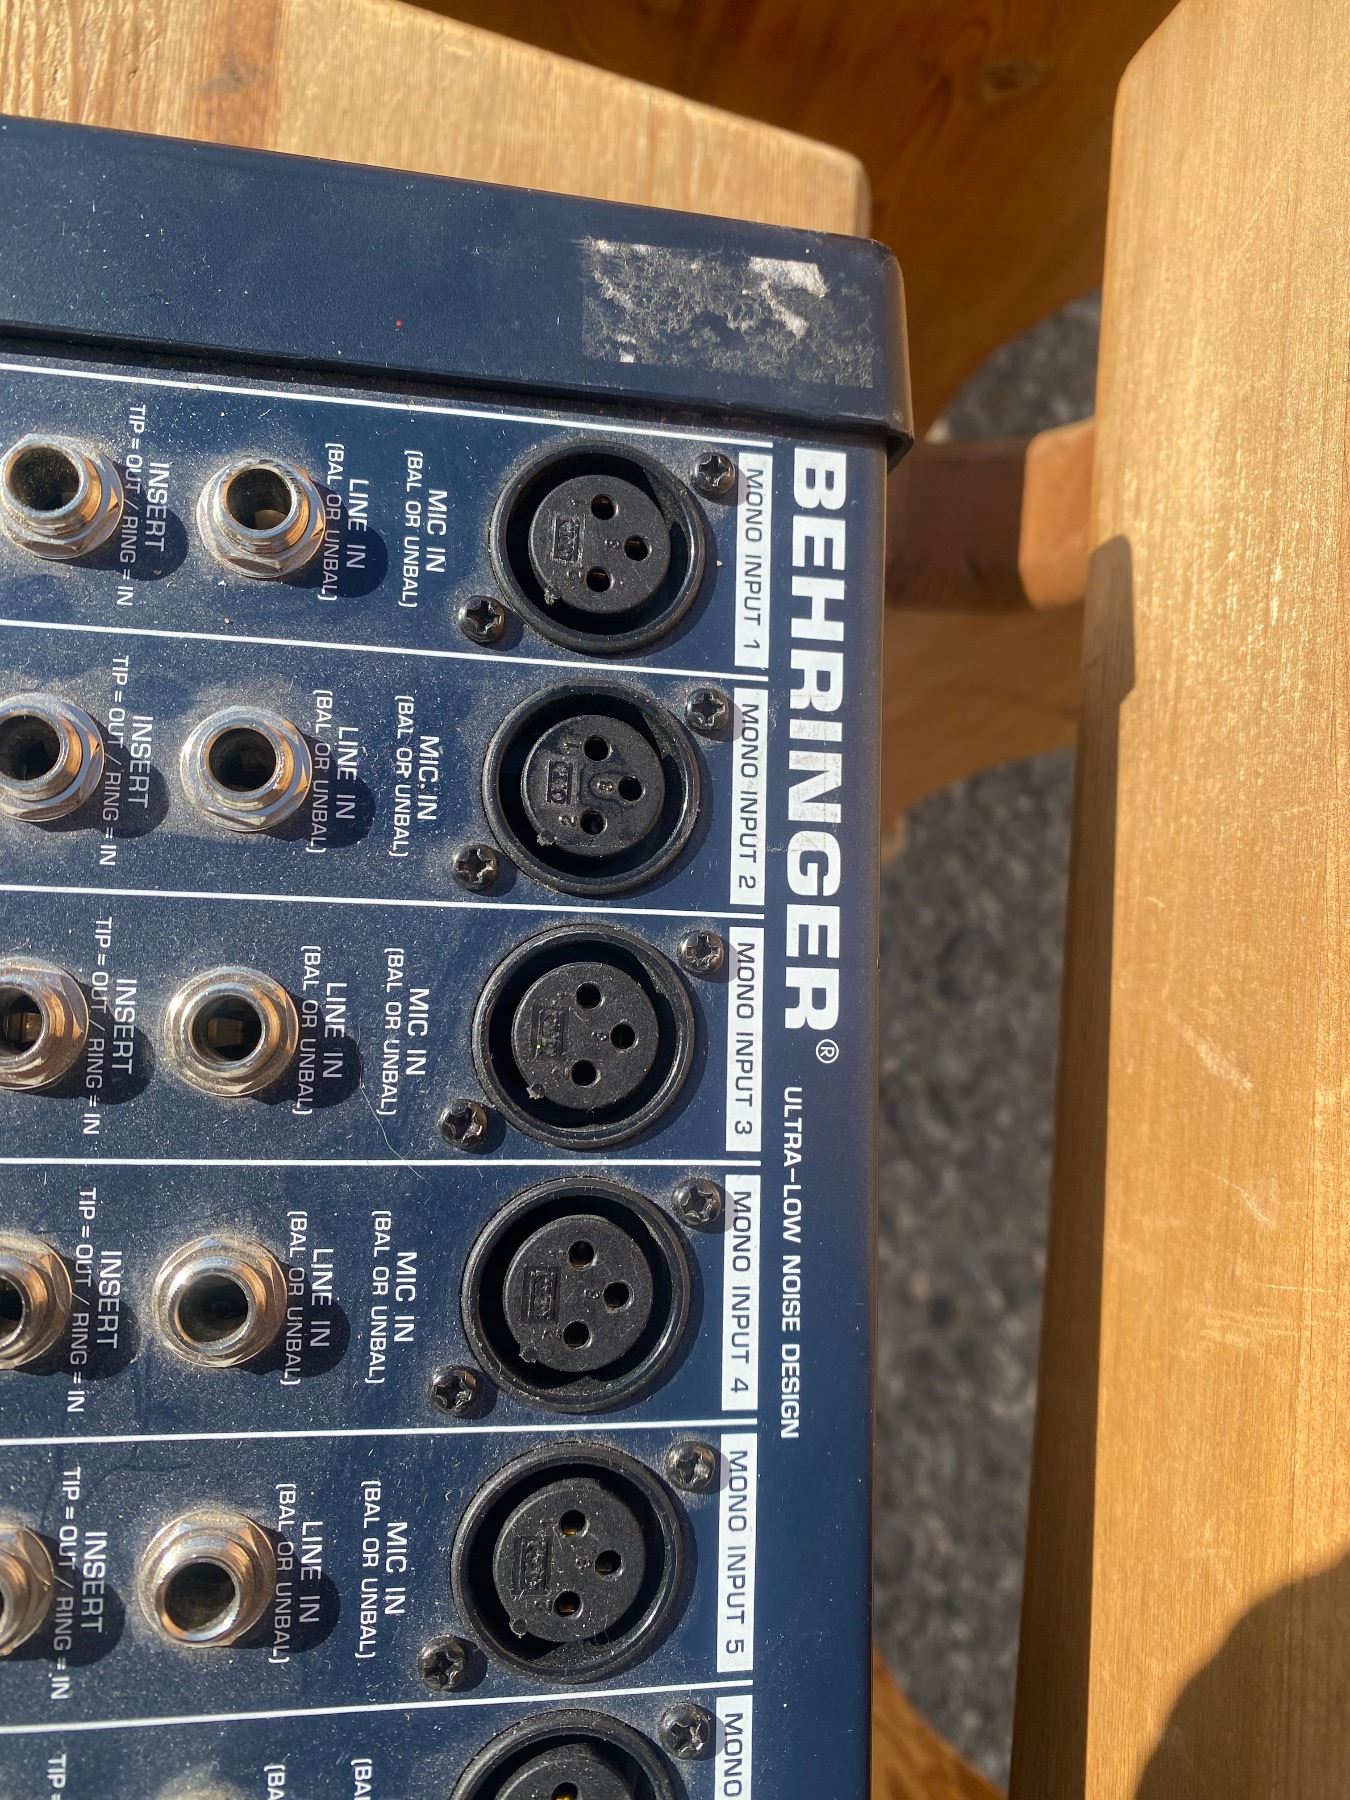 BEHRINGER®
ULTRA-LOW NOISE DESIGN
MONO INPUT 1
MIC IN
(BAL OR UNBAL)
LINE IN
(BAL OR UNBAL)
INSERT
TIP = OUT / RING = IN
MONO INPUT 2
MIC IN
(BAL OR UNBAL)
LINE IN
(BAL OR UNBAL)
INSERT
TIP = OUT / RING = IN
MONO INPUT 3
MIC IN
(BAL OR UNBAL)
LINE IN
(BAL OR UNBAL)
INSERT
TIP = OUT / RING = IN
MONO INPUT 4
MIC IN
(BAL OR UNBAL)
LINE IN
(BAL OR UNBAL)
INSERT
TIP = OUT / RING = IN
MONO INPUT 5
MIC IN
(BAL OR UNBAL)
LINE IN
(BAL OR UNBAL)
INSERT
TIP = OUT / RING = IN
MONO
(BAL
(BAL
TIP =